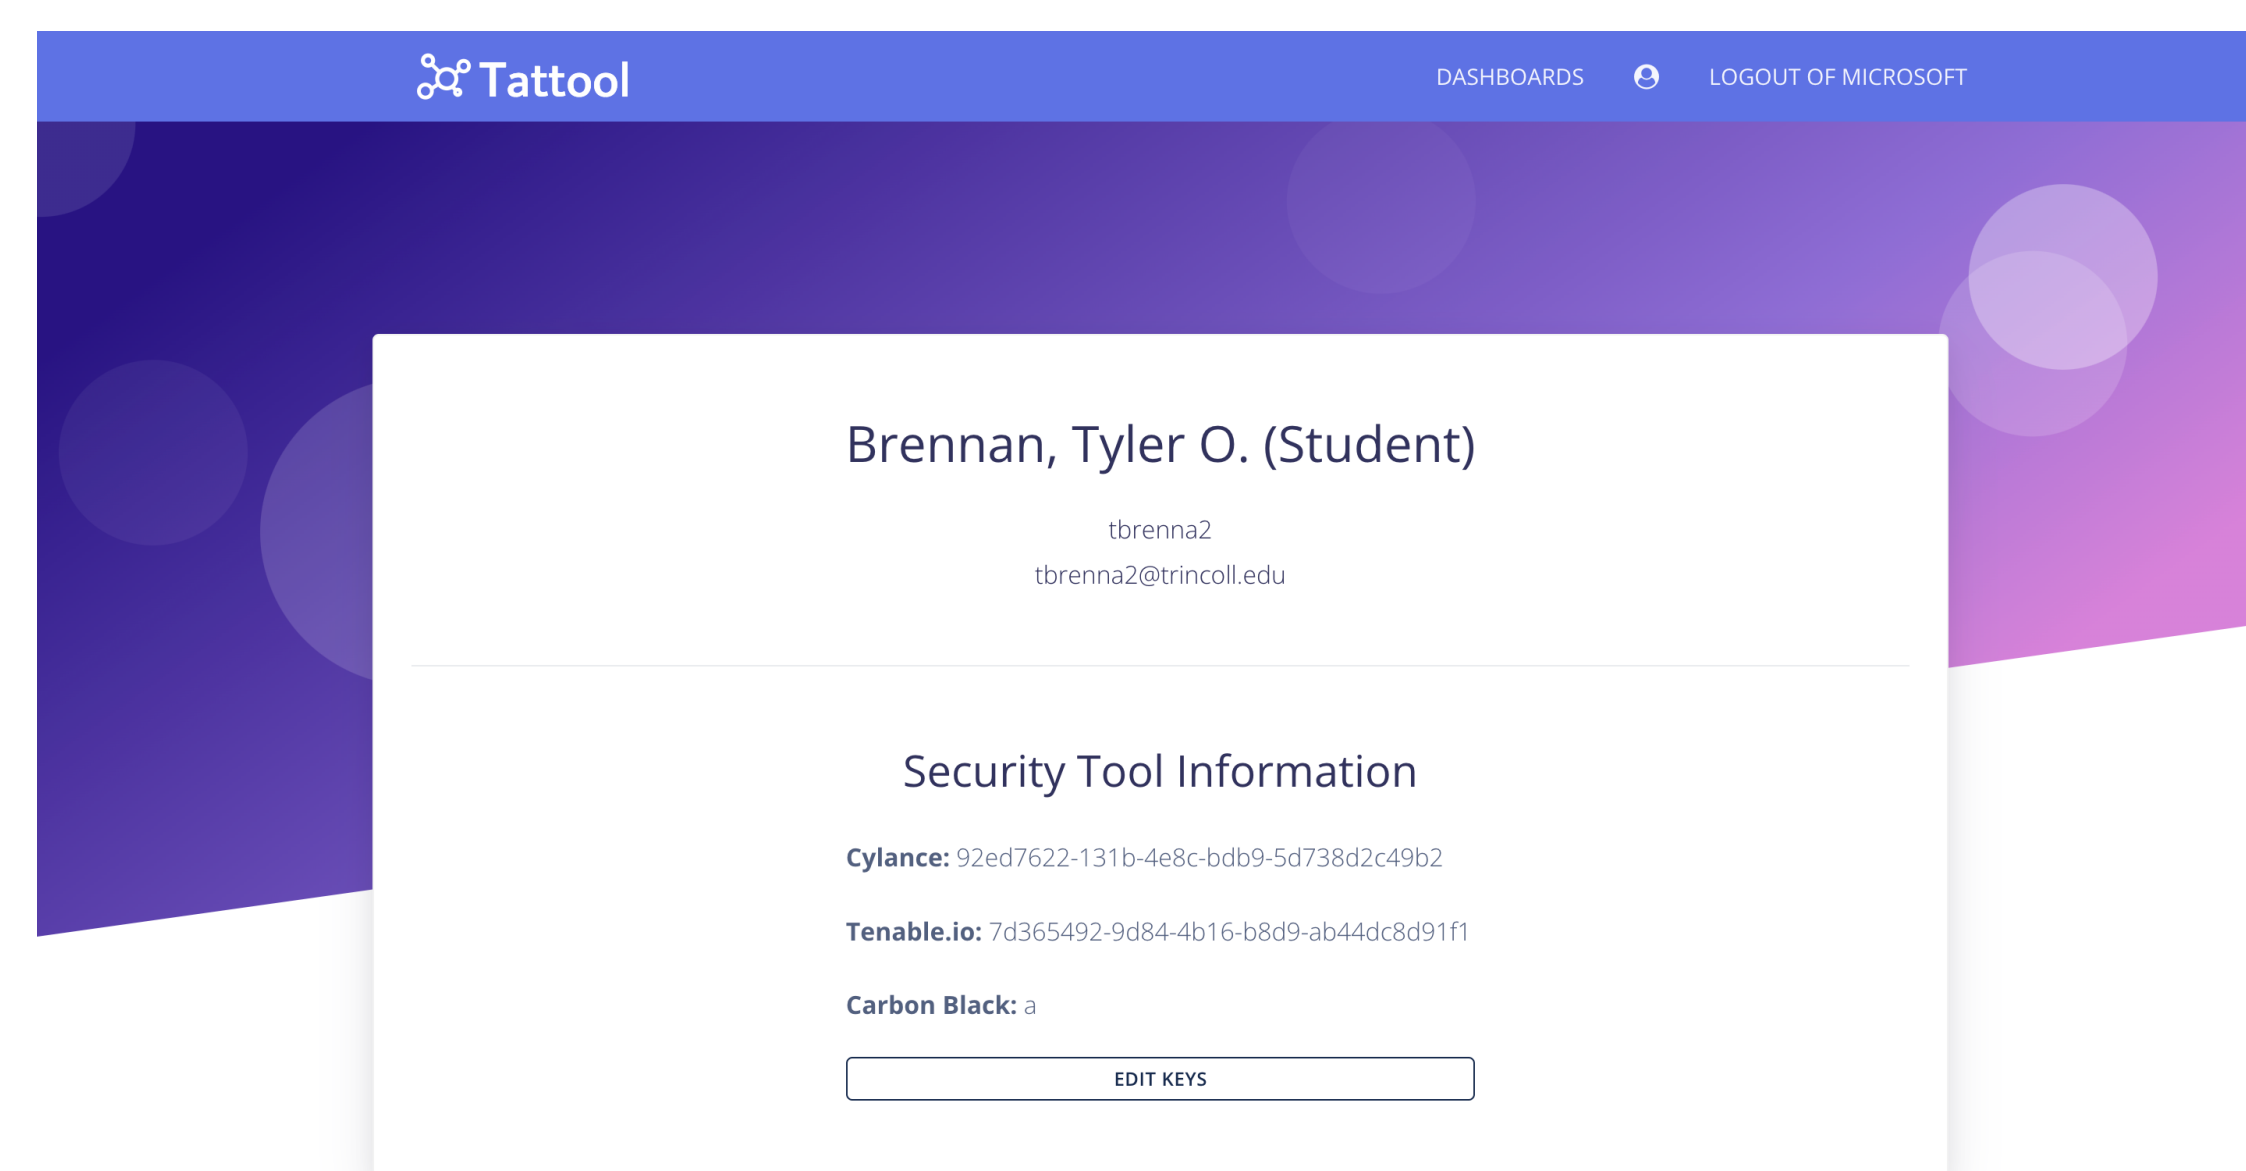 Tattool
DASHBOARDS
LOGOUT OF MICROSOFT
Brennan, Tyler O. (Student)
tbrenna2
tbrenna2@trincoll.edu
Security Tool Information
Cylance: 92ed7622-131b-4e8c-bdb9-5d738d2c49b2
Tenable.io: 7d365492-9d84-4b16-b8d9-ab44dc8d91f1
Carbon Black: a
EDIT KEYS